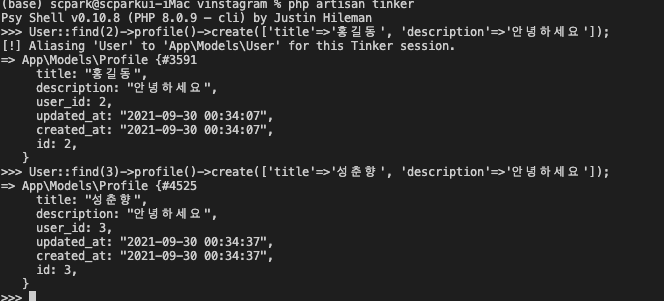 (base) scpark@scparkui-iMac vinstagram % php artisan tinker
Psy Shell v0.10.8 (PHP 8.0.9 — cli) by Justin Hileman
>>> User::find(2)->profile()->create(['title'=>'홍길동', 'description'=>'안녕하세요']);
[!] Aliasing 'User' to 'App\Models\User' for this Tinker session.
=> App\Models\Profile {#3591
title: "홍길동",
description: "안녕하세요",
user_id: 2,
updated_at: "2021-09-30 00:34:07",
created_at: "2021-09-30 00:34:07",
id: 2,
}
>>> User::find(3)->profile()->create(['title'=>'성춘향', 'description'=>'안녕하세요']);
=> App\Models\Profile {#4525
title: "성춘향",
description: "안녕하세요",
user_id: 3,
updated_at: "2021-09-30 00:34:37",
created_at: "2021-09-30 00:34:37",
id: 3,
}
>>>